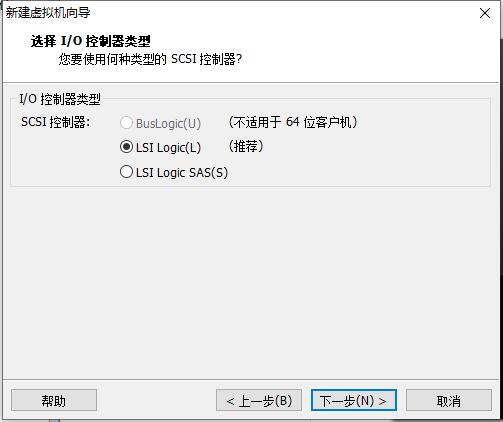 新建虚拟机向导
选择 I/O 控制器类型
您要使用何种类型的 SCSI 控制器?
I/O 控制器类型
SCSI 控制器: BusLogic(U) (不适用于 64 位客户机)
LSI Logic(L) (推荐)
LSI Logic SAS(S)
帮助 < 上一步(B) 下一步(N) > 取消